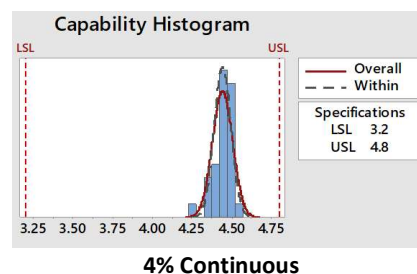 Capability Histogram
LSL USL
Overall
Within
Specifications
LSL 3.2
USL 4.8
3.25 3.50 3.75 4.00 4.25 4.50 4.75
4% Continuous